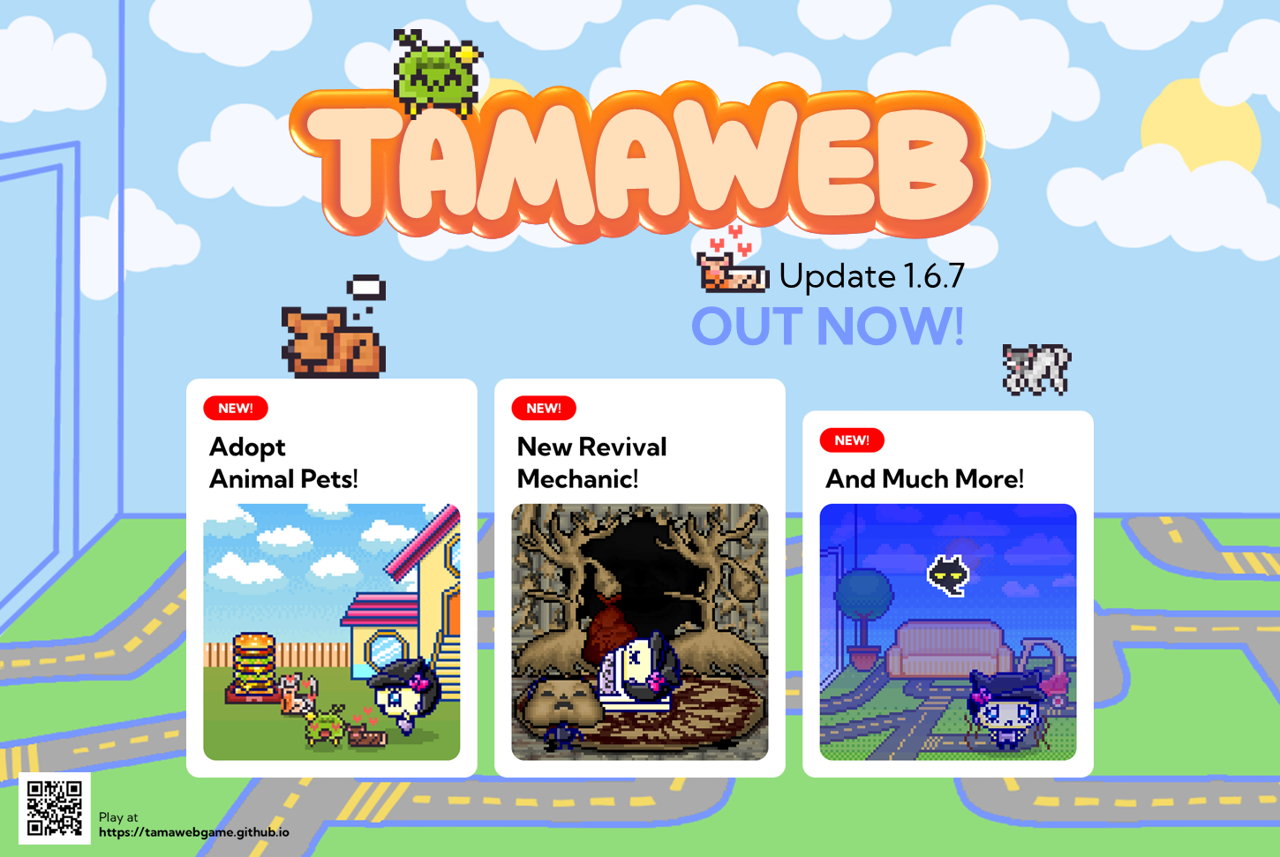 TAMAWEB
Update 1.6.7
OUT NOW!
NEW!
Adopt
Animal Pets!
NEW!
New Revival
Mechanic!
NEW!
And Much More!
Play at
https://tamawebgame.github.io